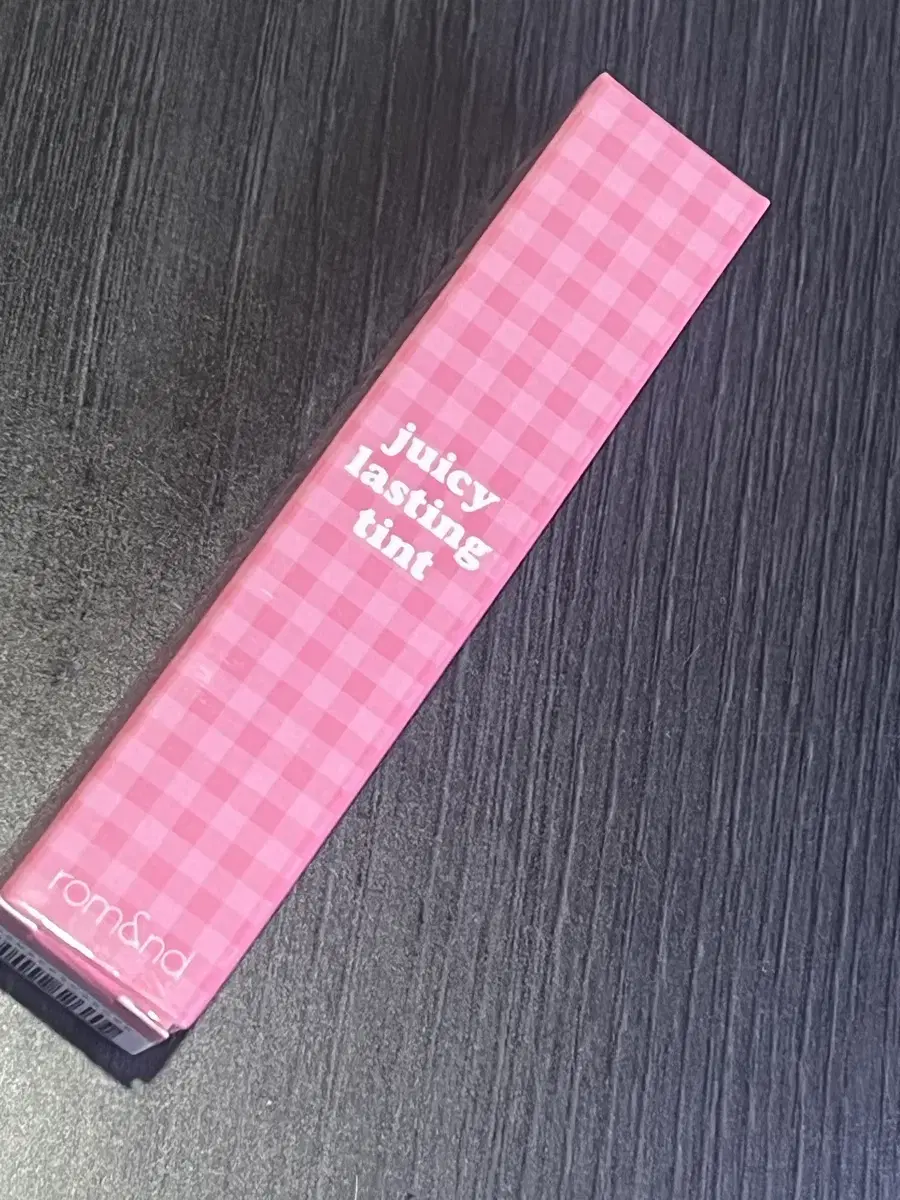 juicy
lasting
tint
rom&nd